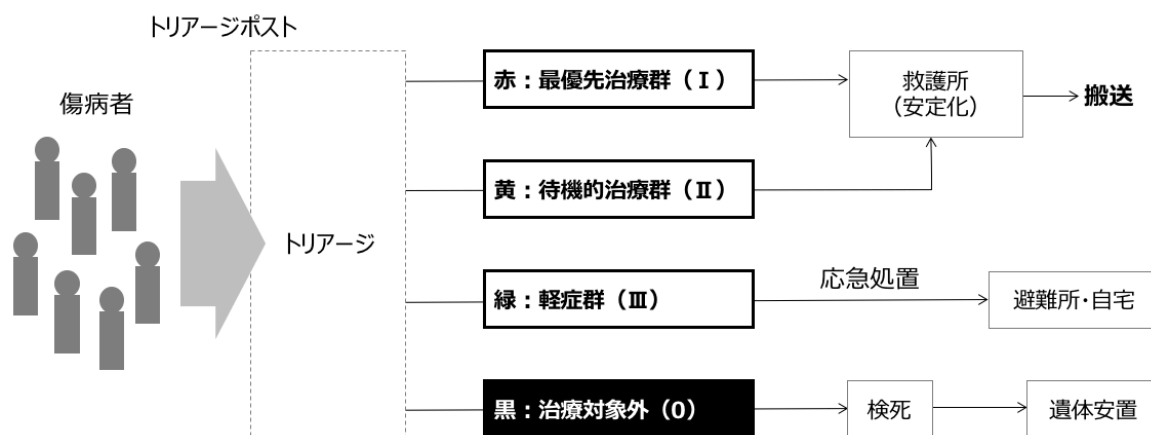 トリアージポスト
傷病者
トリアージ
赤：最優先治療群（Ⅰ）
救護所
（安定化）
搬送
黄：待機的治療群（Ⅱ）
緑：軽症群（Ⅲ）
応急処置
避難所・自宅
黒：治療対象外（0）
検死
遺体安置